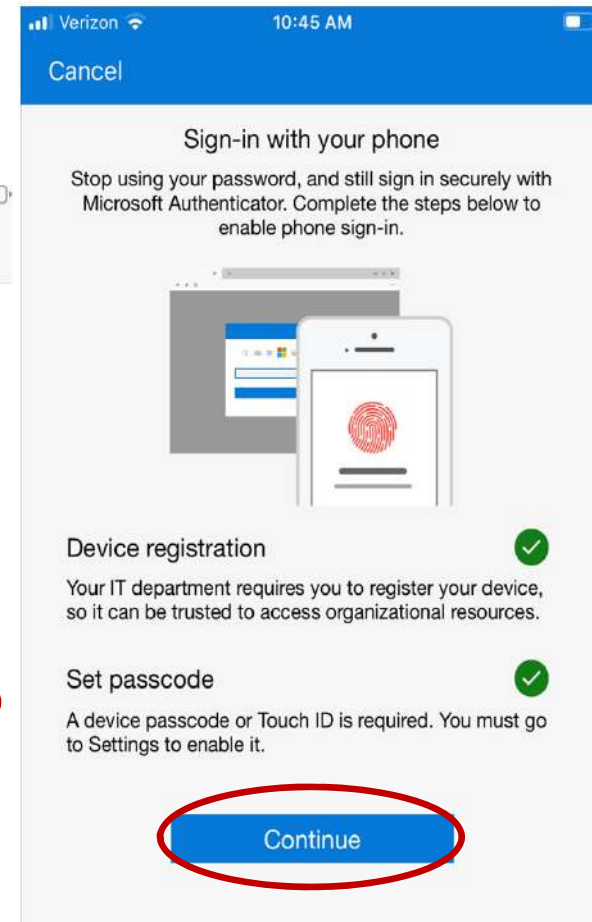 Verizon 10:45 AM
Cancel
Sign-in with your phone
Stop using your password, and still sign in securely with
Microsoft Authenticator. Complete the steps below to
enable phone sign-in.
Device registration
Your IT department requires you to register your device,
so it can be trusted to access organizational resources.
Set passcode
A device passcode or Touch ID is required. You must go
to Settings to enable it.
Continue